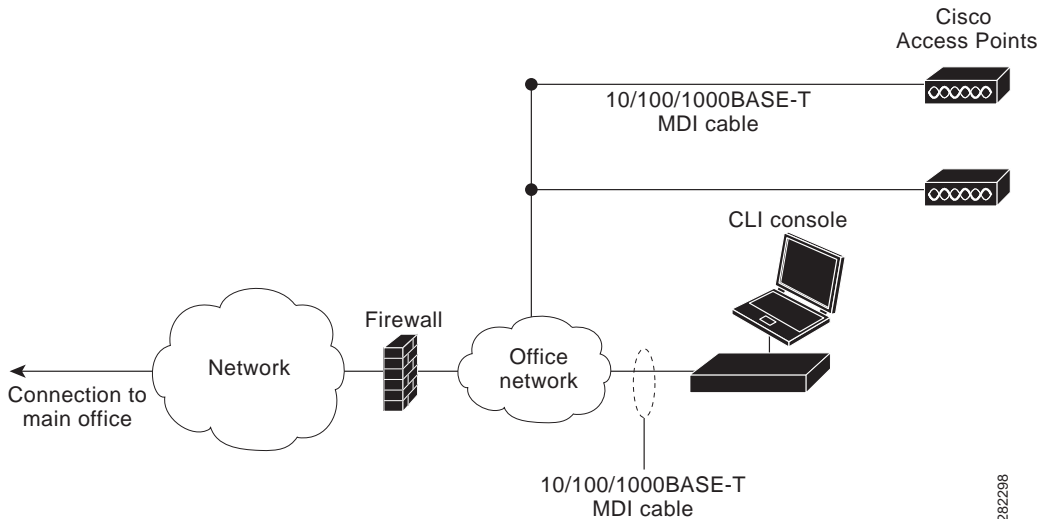 Cisco
Access Points
10/100/1000BASE-T
MDI cable
CLI console
Firewall
Network
Office
network
Connection to
main office
10/100/1000BASE-T
MDI cable
282298